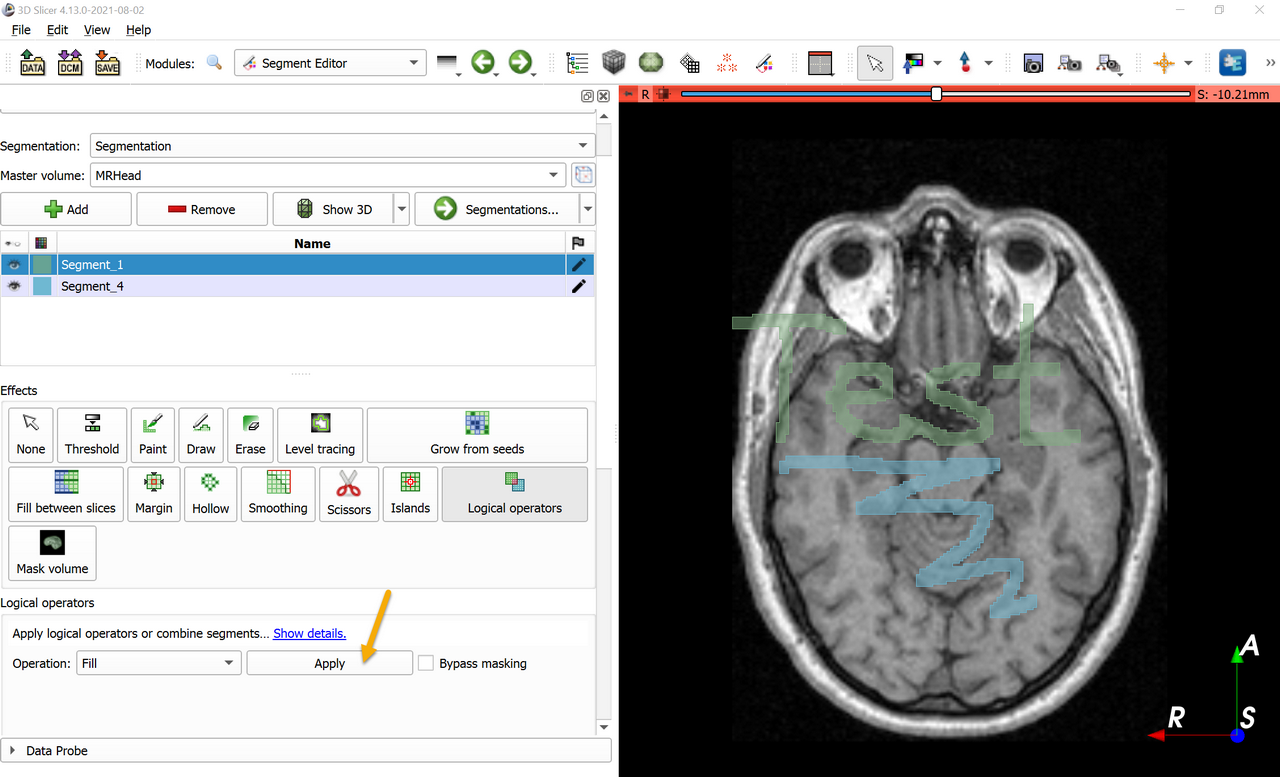 3D Slicer 4.13.0-2021-08-02
File Edit View Help
DATA DCM SAVE Modules: Segment Editor
R S: -10.21mm
Segmentation: Segmentation
Master volume: MRHead
Add Remove Show 3D Segmentations...
Name
Segment_1
Segment_4
Effects
None Threshold Paint Draw Erase Level tracing Grow from seeds
Fill between slices Margin Hollow Smoothing Scissors Islands Logical operators
Mask volume
Logical operators
Apply logical operators or combine segments... Show details.
Operation: Fill Apply Bypass masking
Data Probe
Test
A
R S